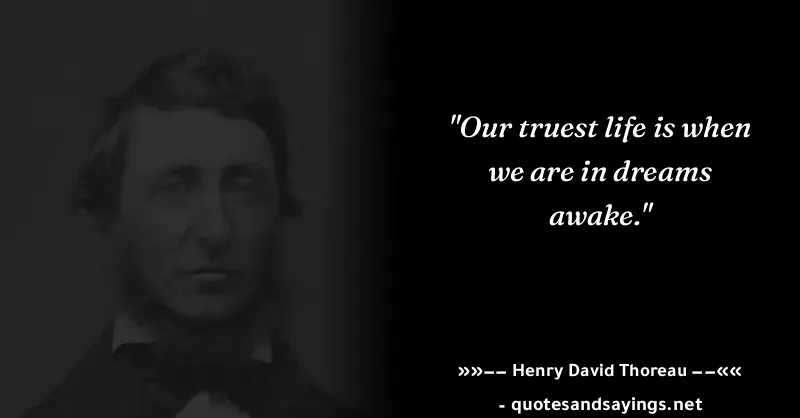 "Our truest life is when
we are in dreams
awake."
»»−− Henry David Thoreau −−««
- quotesandsayings.net